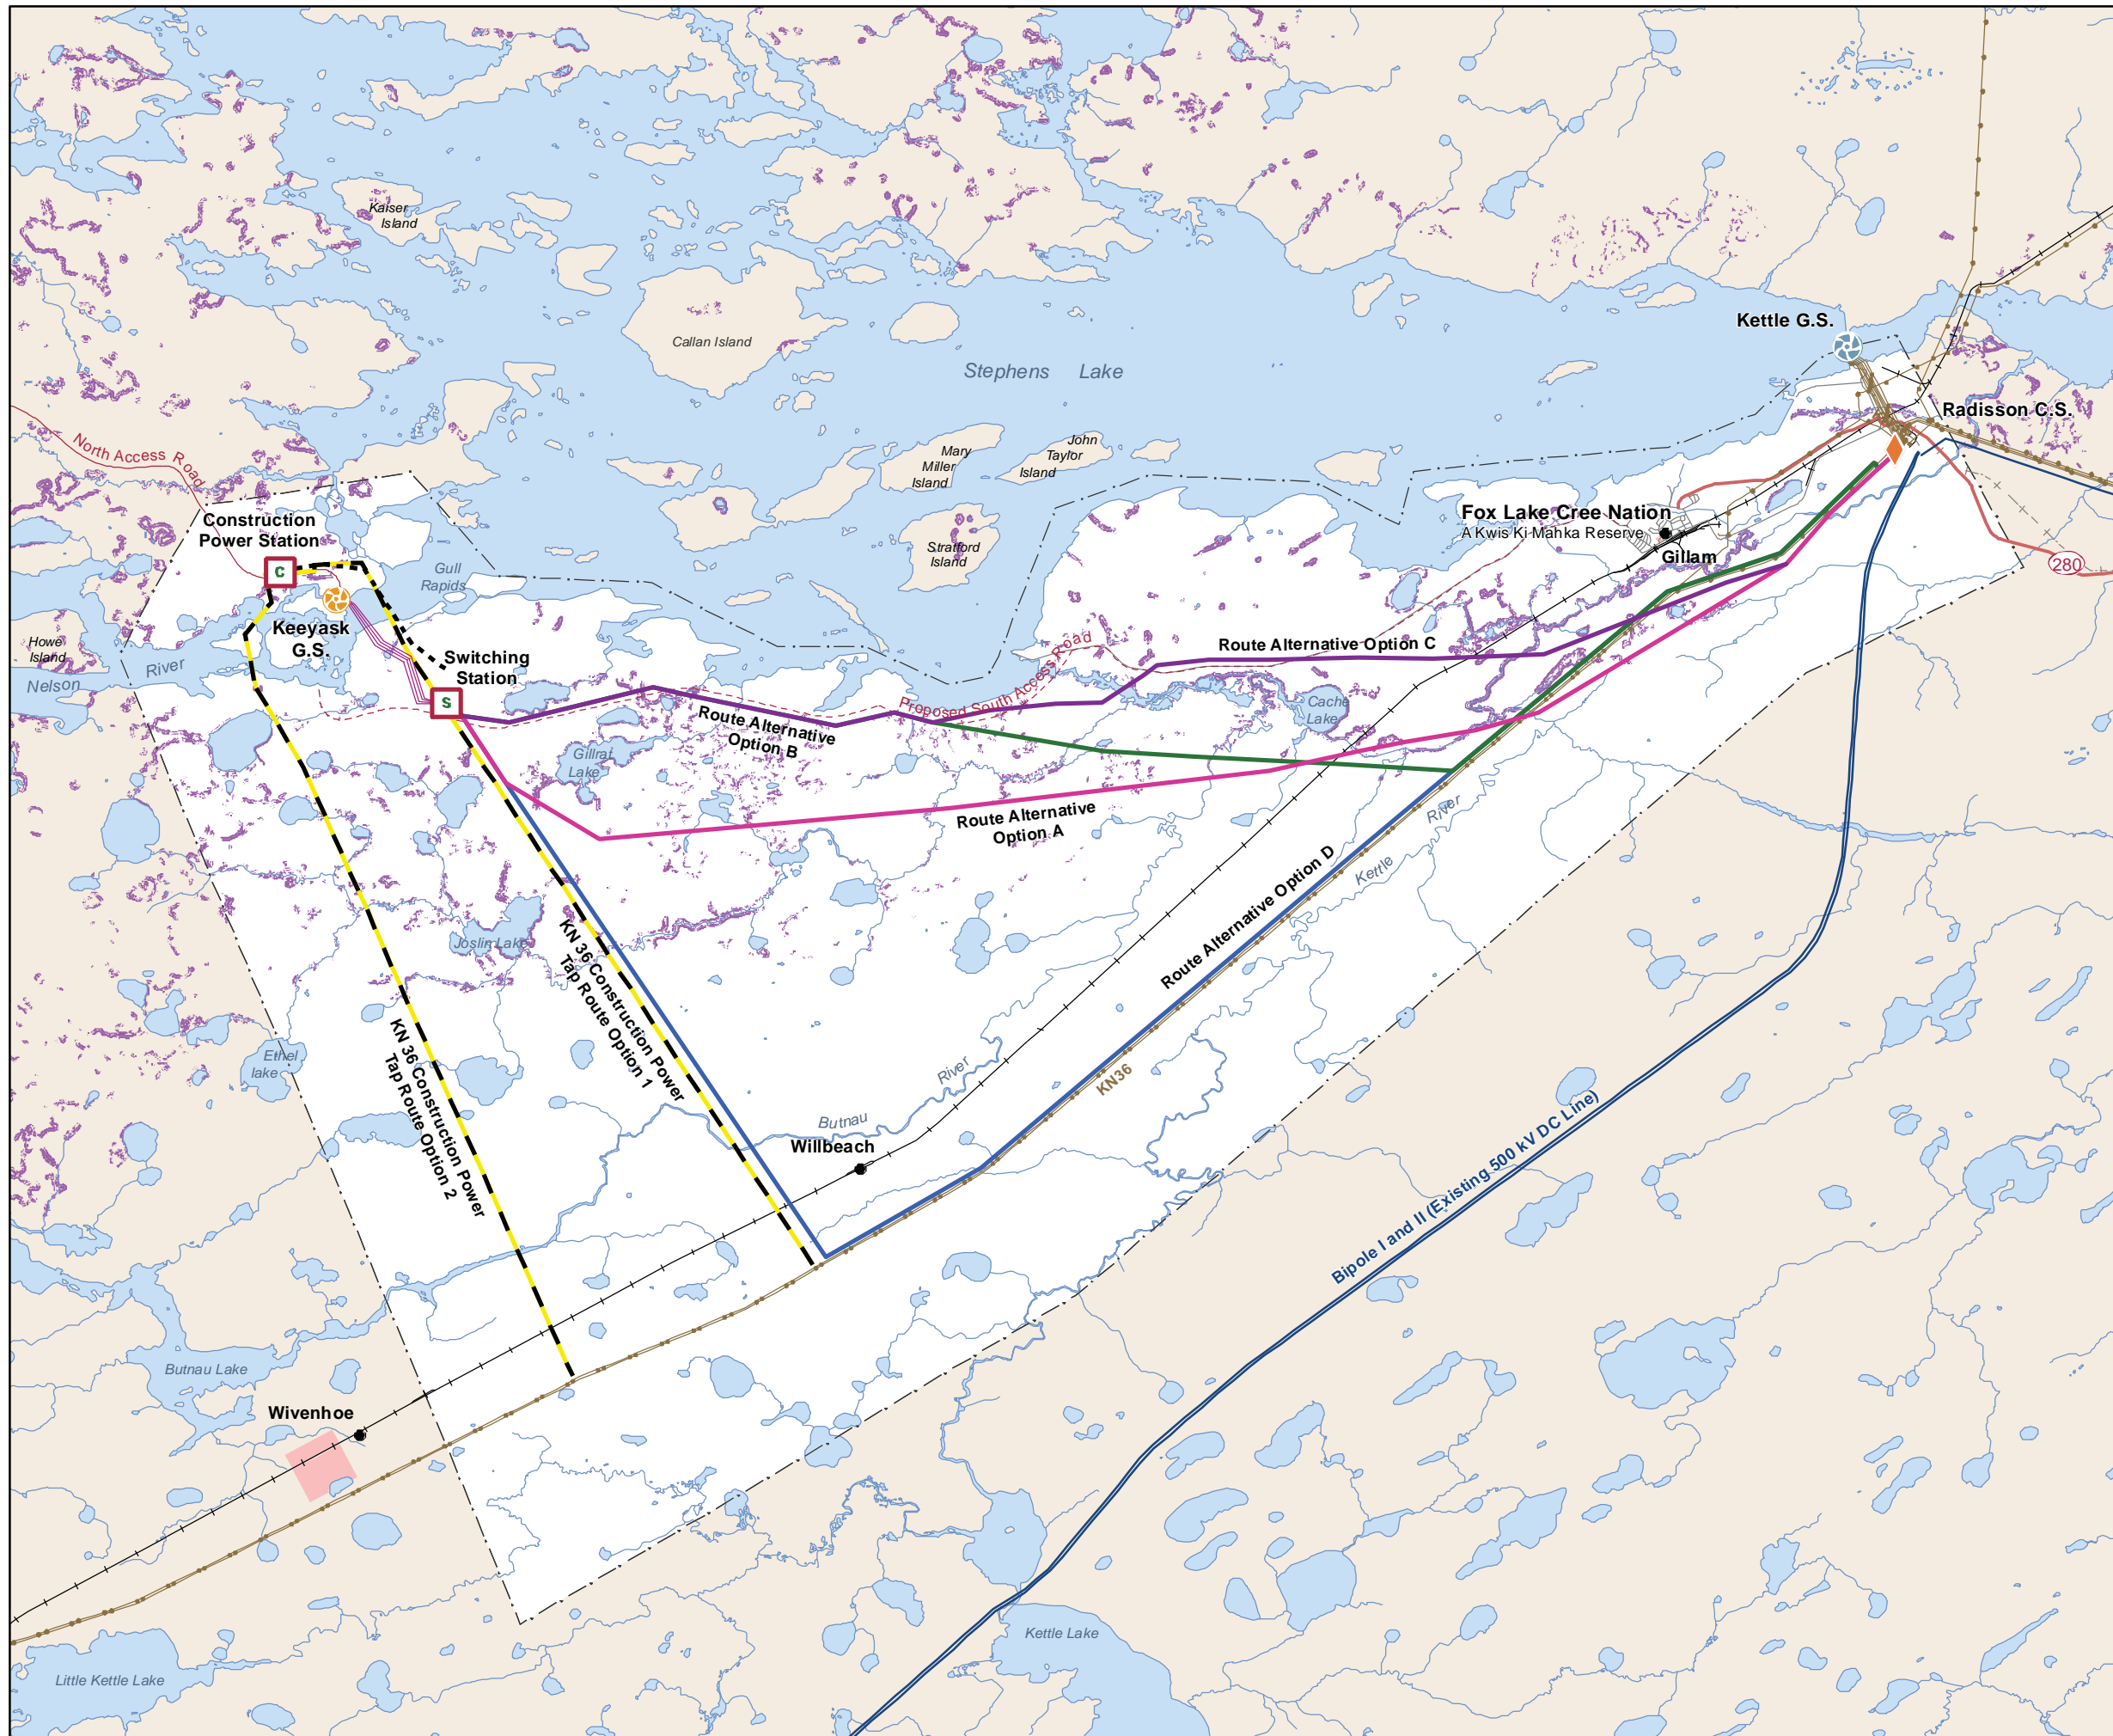 Kaiser
Island
Callan Island
Stephens Lake
Kettle G.S.
Radisson C.S.
Mary
Miller
Island
John
Taylor
Island
Stratford
Island
North Access Road
Construction
Power Station
C
Gull
Rapids
Fox Lake Cree Nation
A Kwis Ki Mahka Reserve
Gillam
280
Keeyask
G.S.
Howe
Island
Nelson
River
Switching
Station
S
Proposed South Access Road
Route Alternative Option C
Route Alternative
Option B
Cache
Lake
Gillrat
Lake
Route Alternative
Option A
Kettle
River
Route Alternative Option D
Joslin Lake
KN 36 Construction Power
Tap Route Option 1
KN 36 Construction Power
Tap Route Option 2
Ethel
lake
Butnau
River
KN36
Willbeach
Bipole I and II (Existing 500 kV DC Line)
Butnau Lake
Wivenhoe
Kettle Lake
Little Kettle Lake